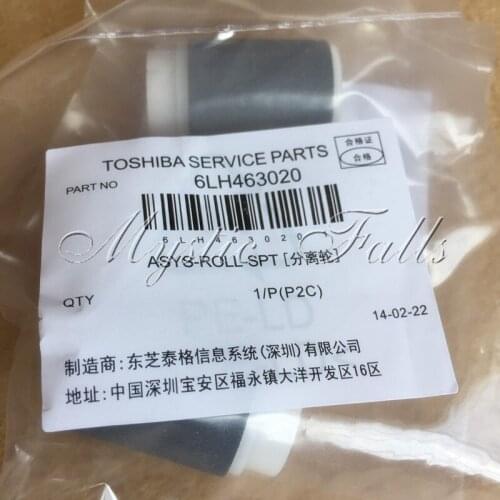 合格证
合格
TOSHIBA SERVICE PARTS
PART NO 6LH463020
ASYS-ROLL-SPT [分离轮]
QTY 1/P(P2C)
14-02-22
制造商: 东芝泰格信息系统(深圳)有限公司
地址: 中国深圳宝安区福永镇大洋开发区16区
Mystic Falls